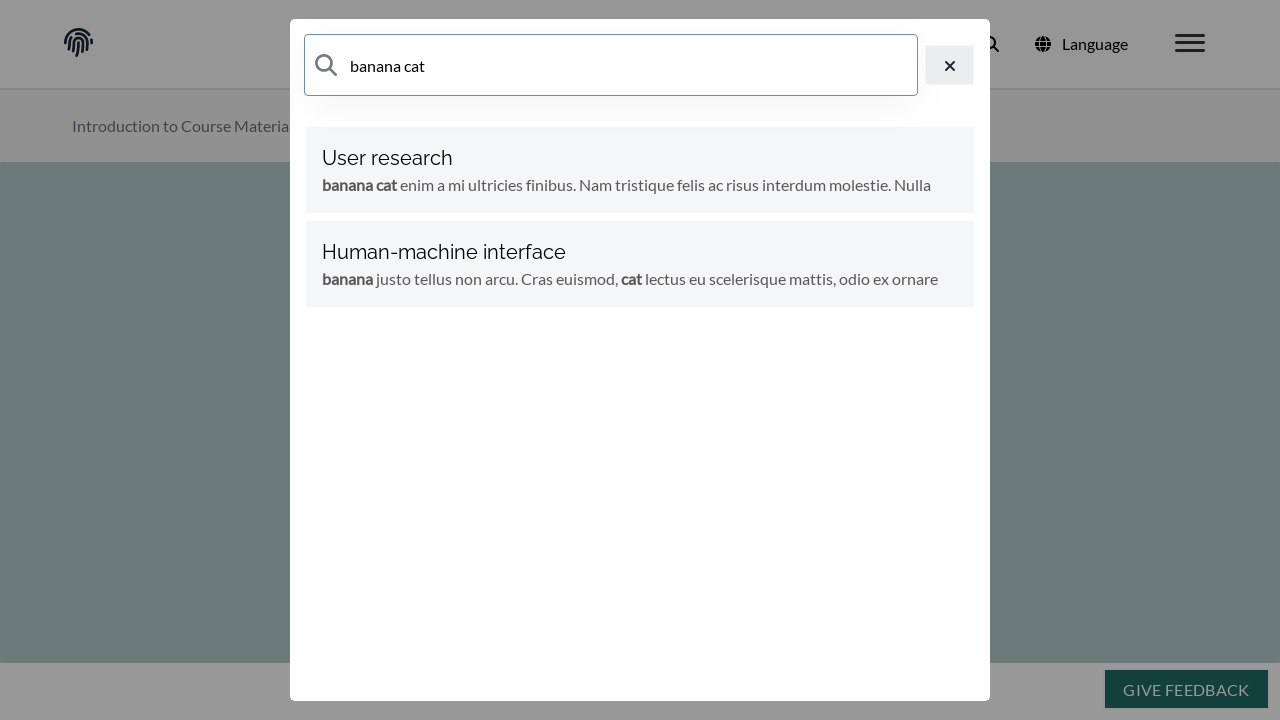 Language
banana cat
Introduction to Course Materia
User research
banana cat enim a mi ultricies finibus. Nam tristique felis ac risus interdum molestie. Nulla
Human-machine interface
banana justo tellus non arcu. Cras euismod, cat lectus eu scelerisque mattis, odio ex ornare
GIVE FEEDBACK